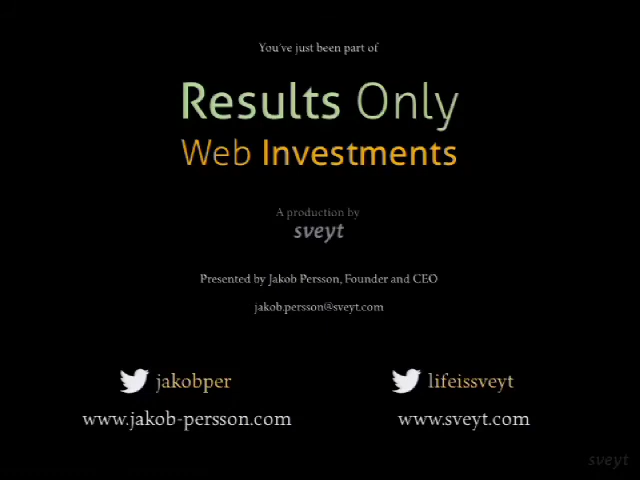 You've just been part of
Results Only
Web Investments
A production by
sveyt
Presented by Jakob Persson, Founder and CEO
jakob.persson@sveyt.com
jakobper
lifeissveyt
www.jakob-persson.com
www.sveyt.com
sveyt